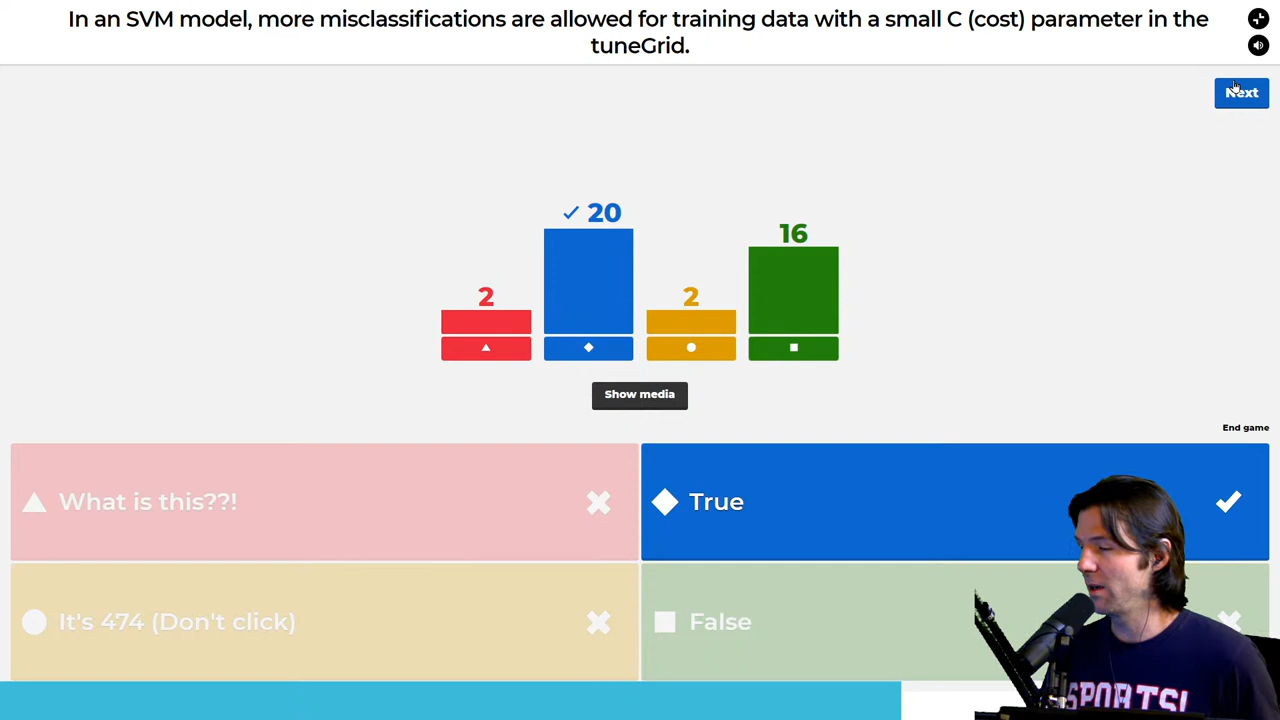 In an SVM model, more misclassifications are allowed for training data with a small C (cost) parameter in the
tuneGrid.
Next
2
20
2
16
Show media
End game
What is this??!
True
It's 474 (Don't click)
False